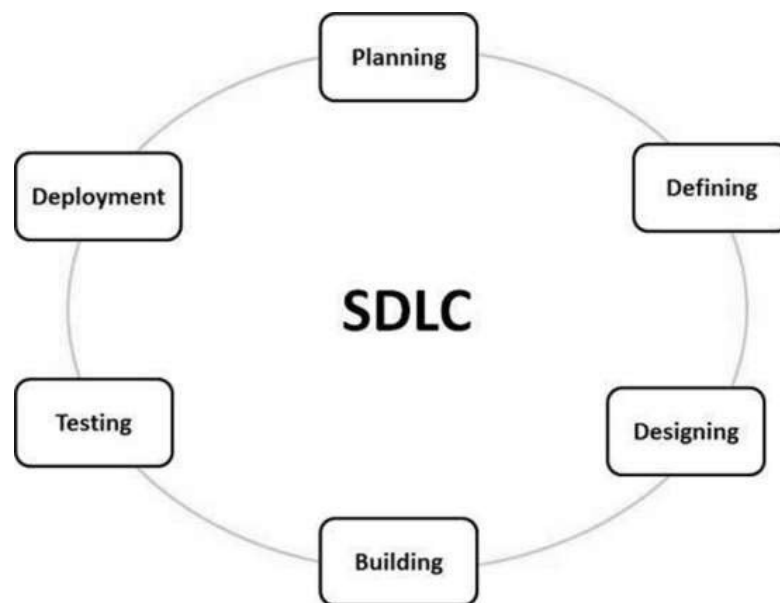 Planning
Defining
Deployment
SDLC
Testing
Designing
Building